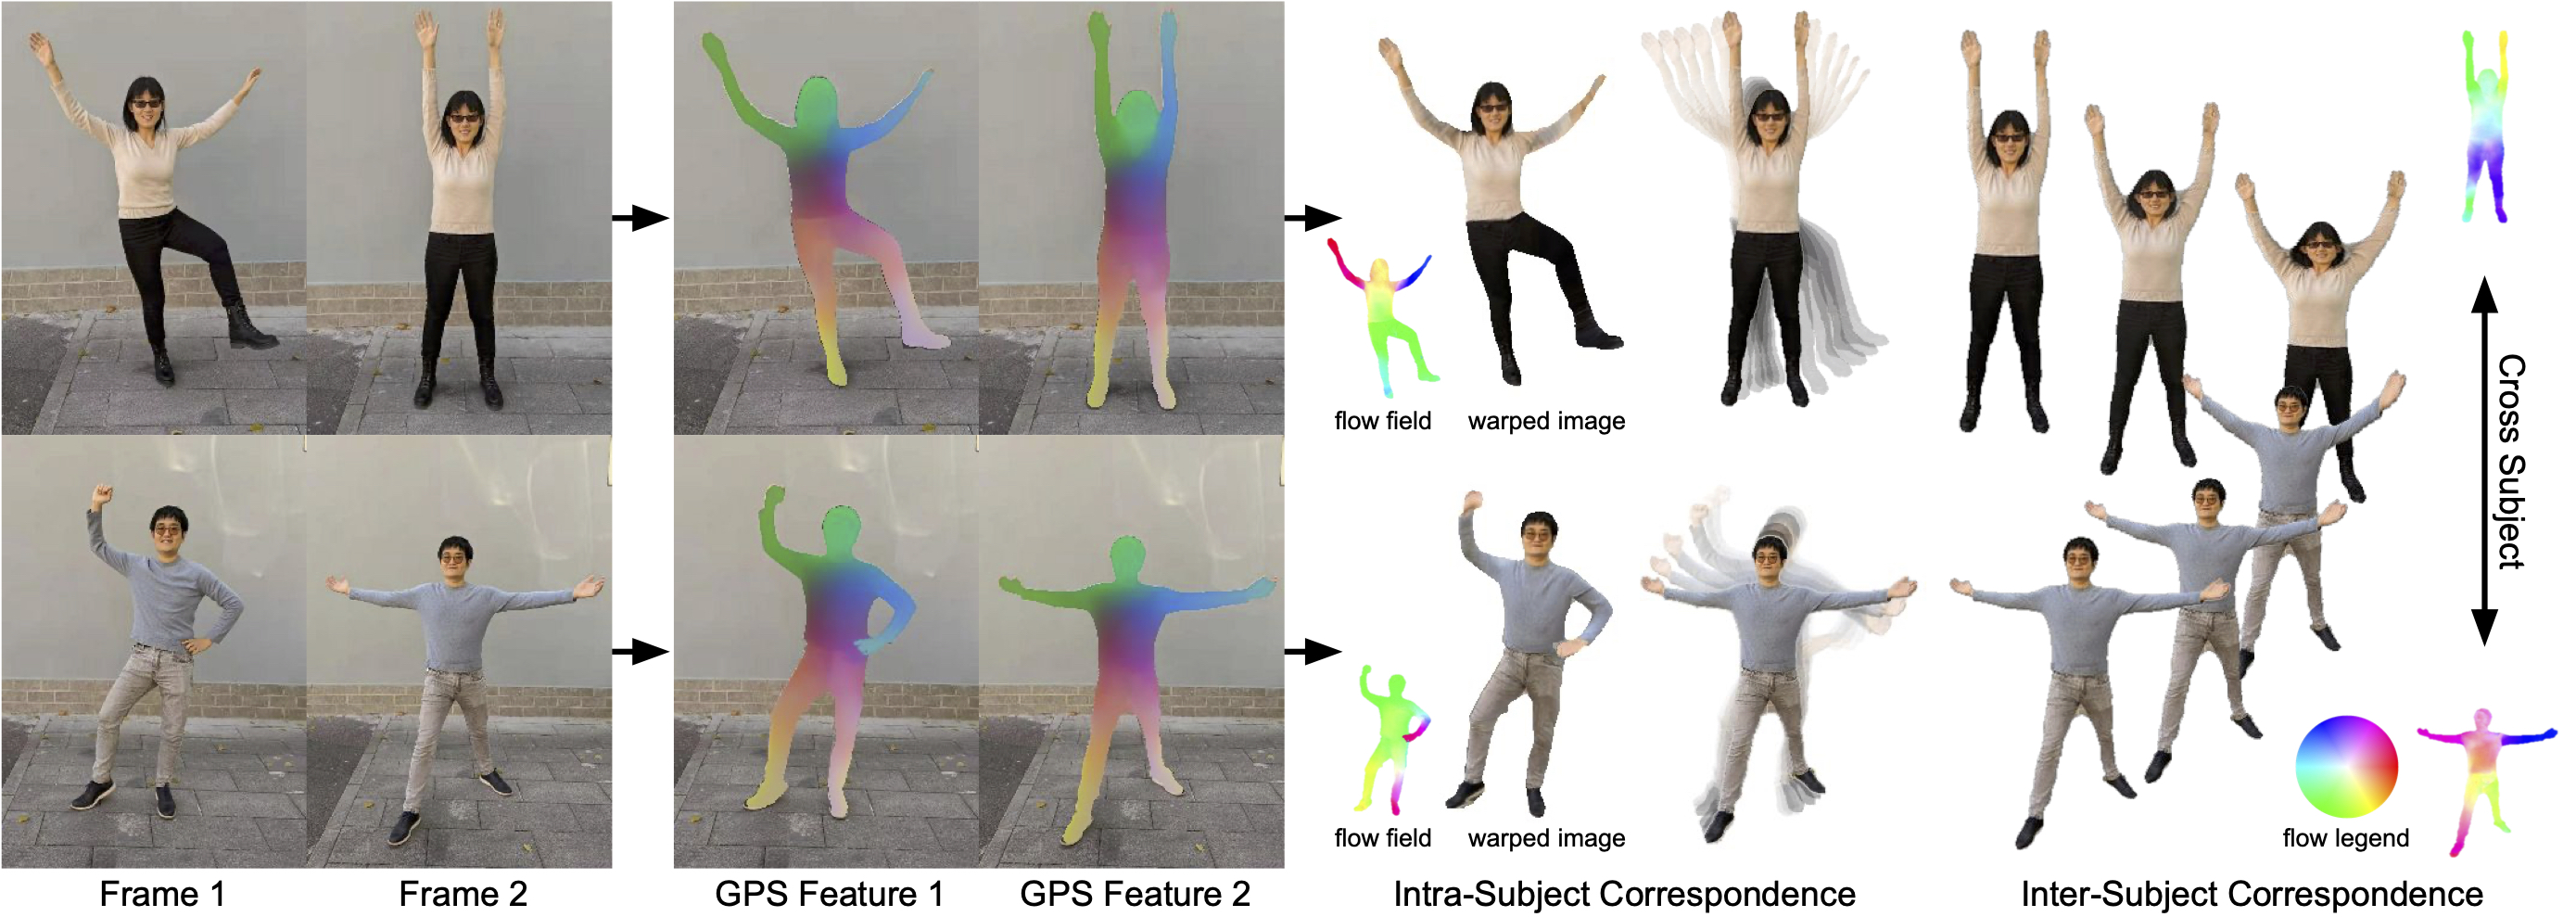 flow field
warped image
flow field
warped image
Cross Subject
flow legend
Frame 1
Frame 2
GPS Feature 1
GPS Feature 2
Intra-Subject Correspondence
Inter-Subject Correspondence